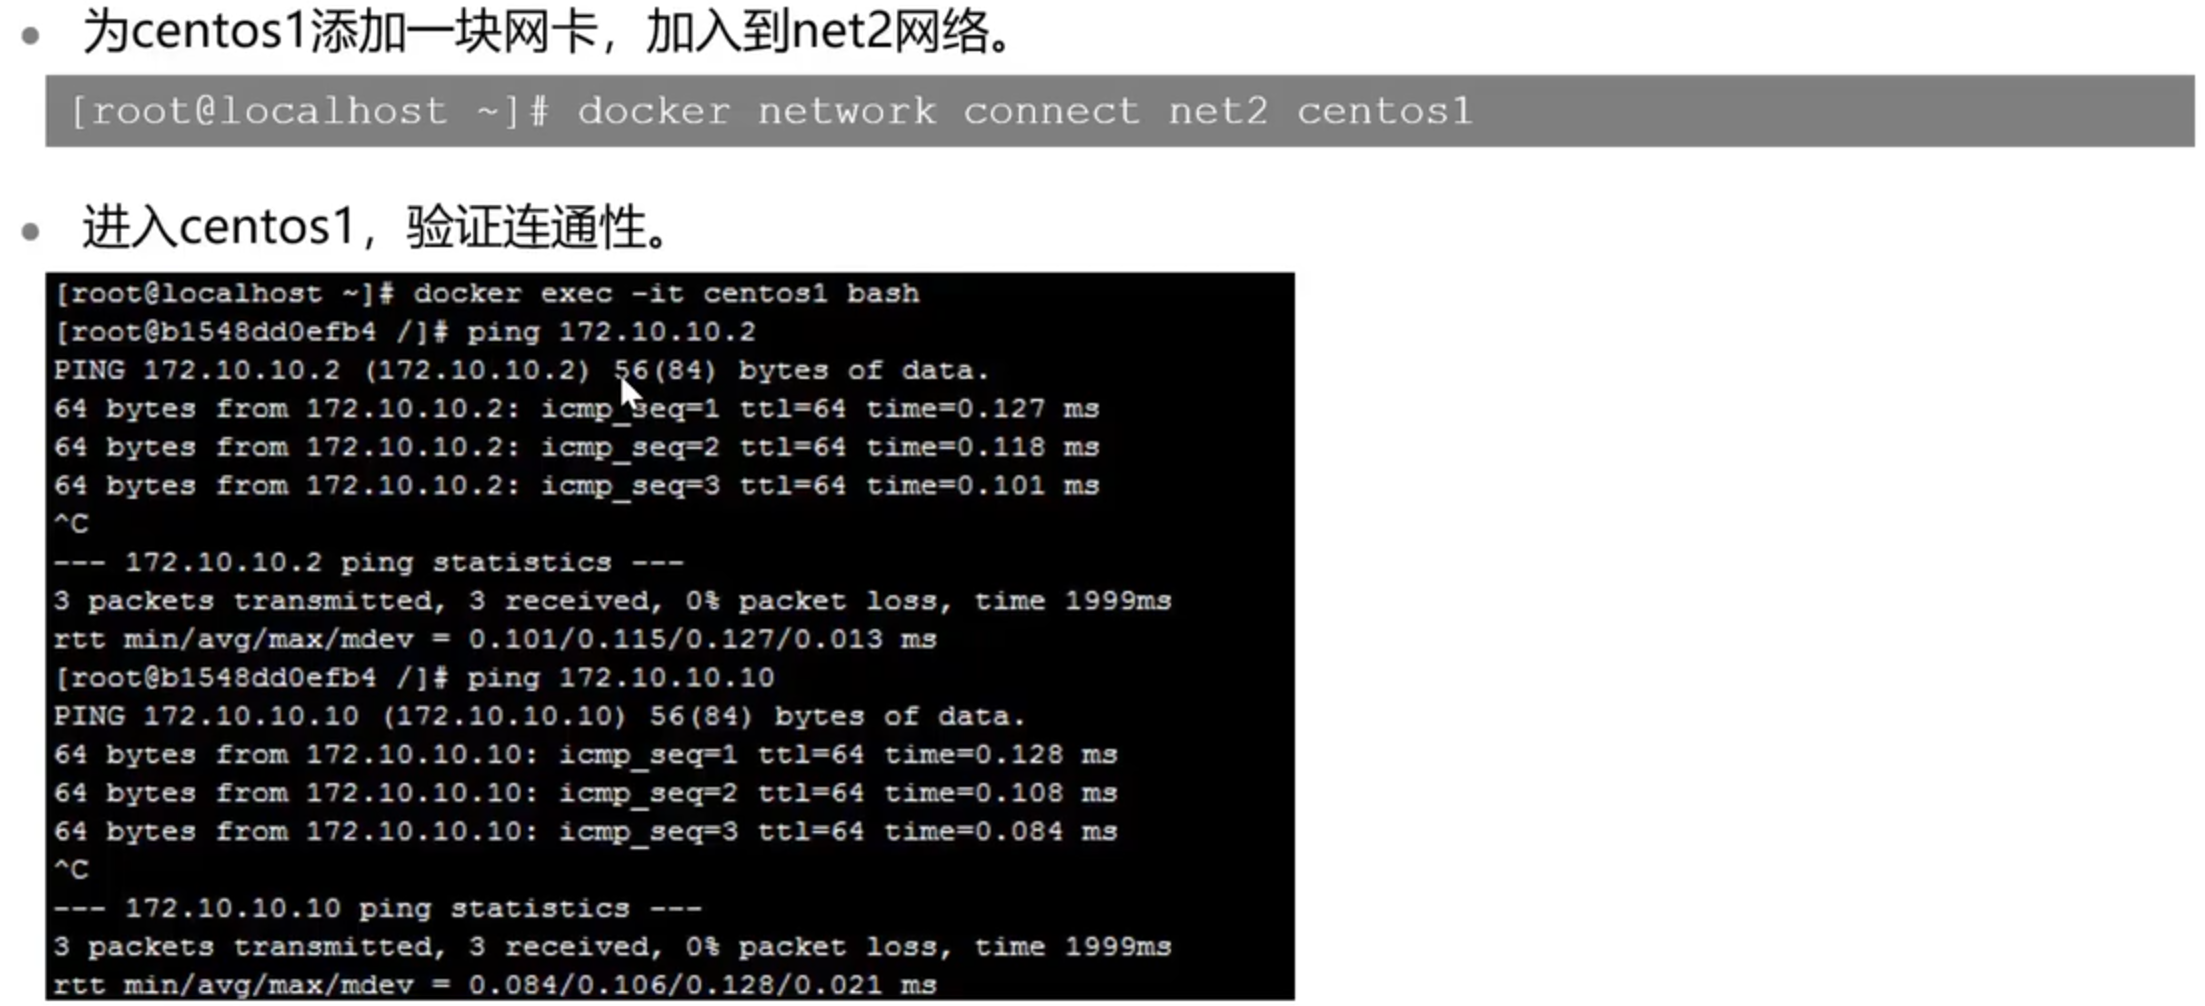 为centos1添加一块网卡，加入到net2网络。
[root@localhost ~]# docker network connect net2 centos1
进入centos1，验证连通性。
[root@localhost ~]# docker exec -it centos1 bash
[root@b1548dd0efb4 /]# ping 172.10.10.2
PING 172.10.10.2 (172.10.10.2) 56(84) bytes of data.
64 bytes from 172.10.10.2: icmp_seq=1 ttl=64 time=0.127 ms
64 bytes from 172.10.10.2: icmp_seq=2 ttl=64 time=0.118 ms
64 bytes from 172.10.10.2: icmp_seq=3 ttl=64 time=0.101 ms
^C
--- 172.10.10.2 ping statistics ---
3 packets transmitted, 3 received, 0% packet loss, time 1999ms
rtt min/avg/max/mdev = 0.101/0.115/0.127/0.013 ms
[root@b1548dd0efb4 /]# ping 172.10.10.10
PING 172.10.10.10 (172.10.10.10) 56(84) bytes of data.
64 bytes from 172.10.10.10: icmp_seq=1 ttl=64 time=0.128 ms
64 bytes from 172.10.10.10: icmp_seq=2 ttl=64 time=0.108 ms
64 bytes from 172.10.10.10: icmp_seq=3 ttl=64 time=0.084 ms
^C
--- 172.10.10.10 ping statistics ---
3 packets transmitted, 3 received, 0% packet loss, time 1999ms
rtt min/avg/max/mdev = 0.084/0.106/0.128/0.021 ms